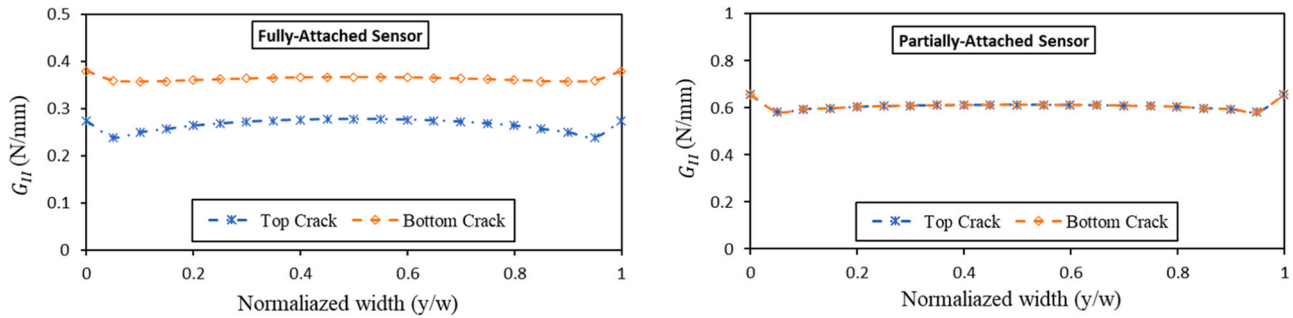 Fully-Attached Sensor
0.5
0.4
0.3
0.2
0.1
0
G_II (N/mm)
Top Crack
Bottom Crack
0 0.2 0.4 0.6 0.8 1
Normaliazed width (y/w)
Partially-Attached Sensor
1
0.8
0.6
0.4
0.2
0
G_II (N/mm)
Top Crack
Bottom Crack
0 0.2 0.4 0.6 0.8 1
Normaliazed width (y/w)